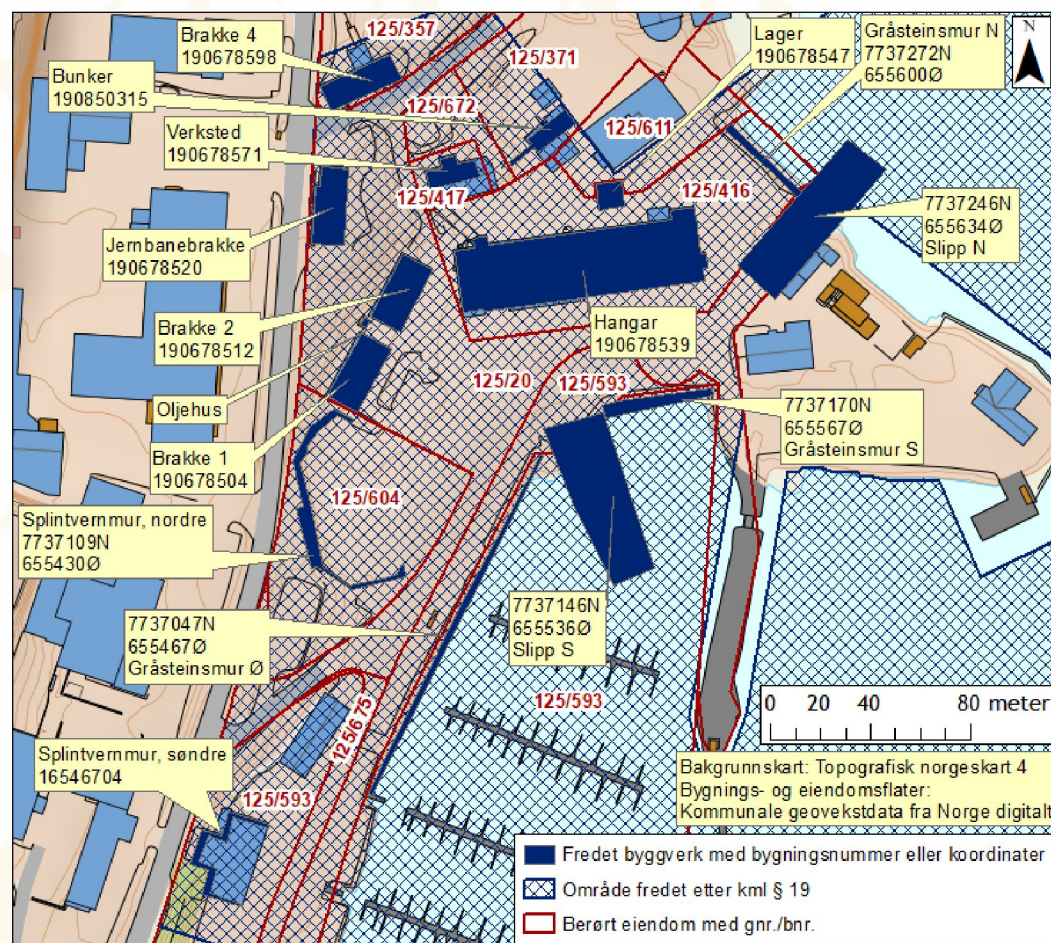 Brakke 4
190678598
125/357
125/371
Lager
190678547
Gråsteinsmur N
7737272N
655600Ø
N
Bunker
190850315
125/672
125/611
Verksted
190678571
125/417
125/416
7737246N
655634Ø
Slipp N
Jernbanebrakke
190678520
Brakke 2
190678512
Hangar
190678539
125/20
125/593
Oljehus
7737170N
655567Ø
Gråsteinsmur S
Brakke 1
190678504
125/604
Splintvernmur, nordre
7737109N
655430Ø
7737047N
655467Ø
Gråsteinsmur Ø
7737146N
655536Ø
Slipp S
125/593
125/675
0 20 40 80 meter
Splintvernmur, søndre
16546704
125/593
Bakgrunnskart: Topografisk norgeskart 4
Bygnings- og eiendomsflater:
Kommunale geovekstdata fra Norge digitalt
Fredet byggverk med bygningsnummer eller koordinater
Område fredet etter kml § 19
Berørt eiendom med gnr./bnr.